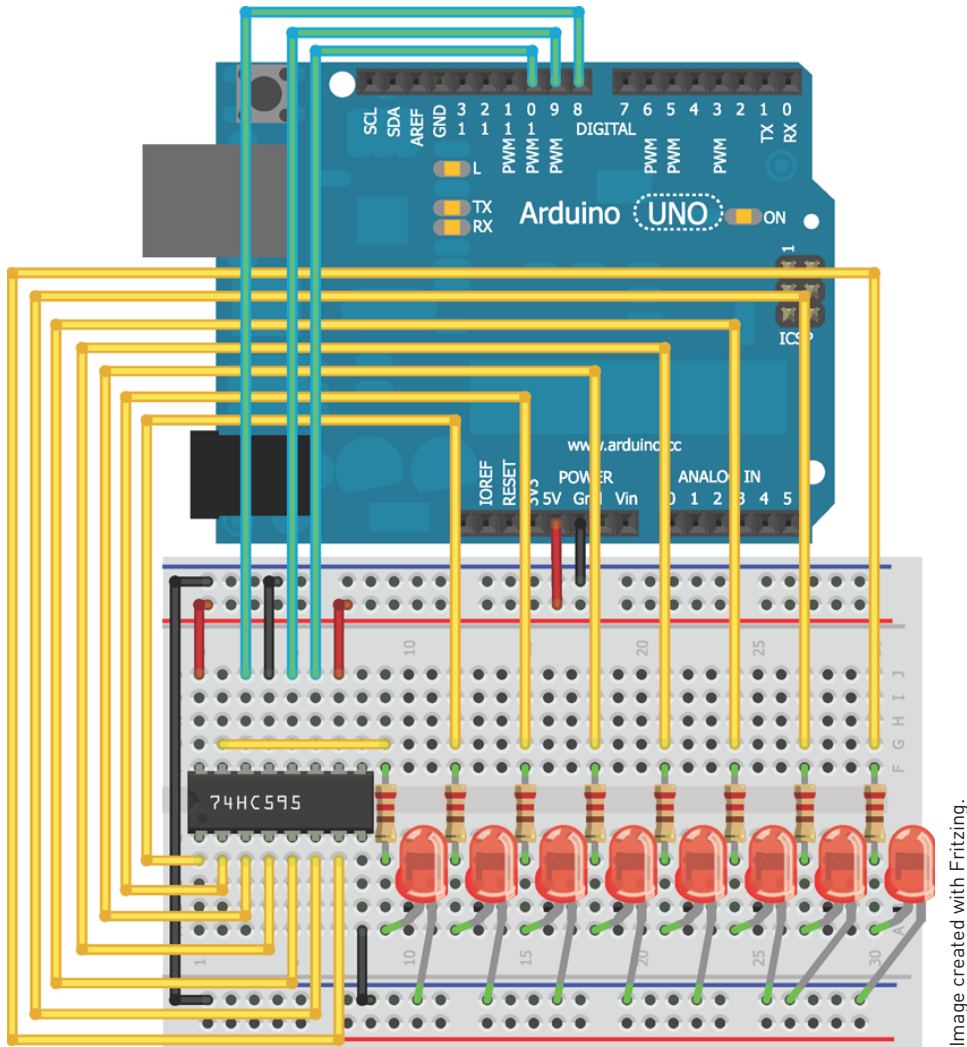 SCL
SDA
AREF
GND
13
12
11
10
9
8
7
6
5
4
3
2
1
0
DIGITAL
PWM
PWM
PWM
PWM
PWM
PWM
TX
RX
L
TX
RX
Arduino UNO
ON
1
ICSP
www.arduino.cc
POWER
ANALOG IN
IOREF
RESET
3V3
5V
Gnd
Vin
0
1
2
3
4
5
10
20
25
J
I
H
G
F
74HC595
A
1
10
15
20
25
30
Image created with Fritzing.